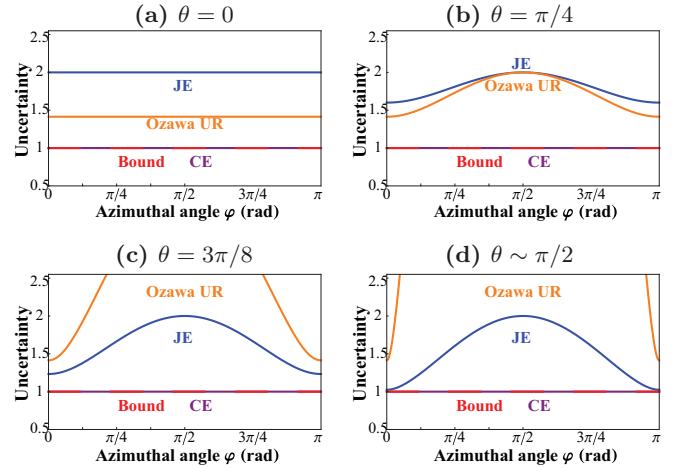 (a) θ = 0
2.5
2
1.5
1
0.5
Uncertainty
JE
Ozawa UR
Bound CE
0 π/4 π/2 3π/4 π
Azimuthal angle φ (rad)
(b) θ = π/4
2.5
2
1.5
1
0.5
Uncertainty
JE
Ozawa UR
Bound CE
0 π/4 π/2 3π/4 π
Azimuthal angle φ (rad)
(c) θ = 3π/8
2.5
2
1.5
1
0.5
Uncertainty
Ozawa UR
JE
Bound CE
0 π/4 π/2 3π/4 π
Azimuthal angle φ (rad)
(d) θ ∼ π/2
2.5
2
1.5
1
0.5
Uncertainty
Ozawa UR
JE
Bound CE
0 π/4 π/2 3π/4 π
Azimuthal angle φ (rad)